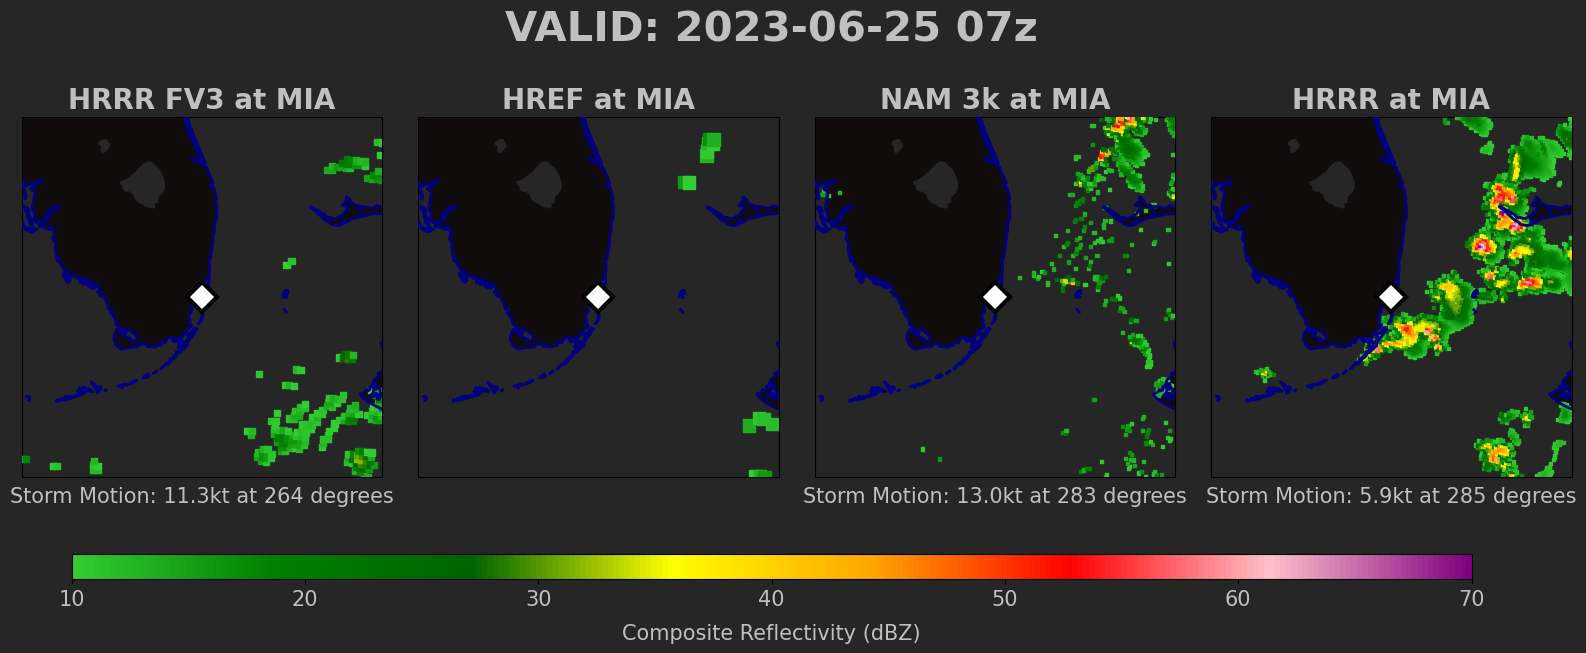 VALID: 2023-06-25 07z
HRRR FV3 at MIA
HREF at MIA
NAM 3k at MIA
HRRR at MIA
Storm Motion: 11.3kt at 264 degrees
Storm Motion: 13.0kt at 283 degrees
Storm Motion: 5.9kt at 285 degrees
10 20 30 40 50 60 70
Composite Reflectivity (dBZ)